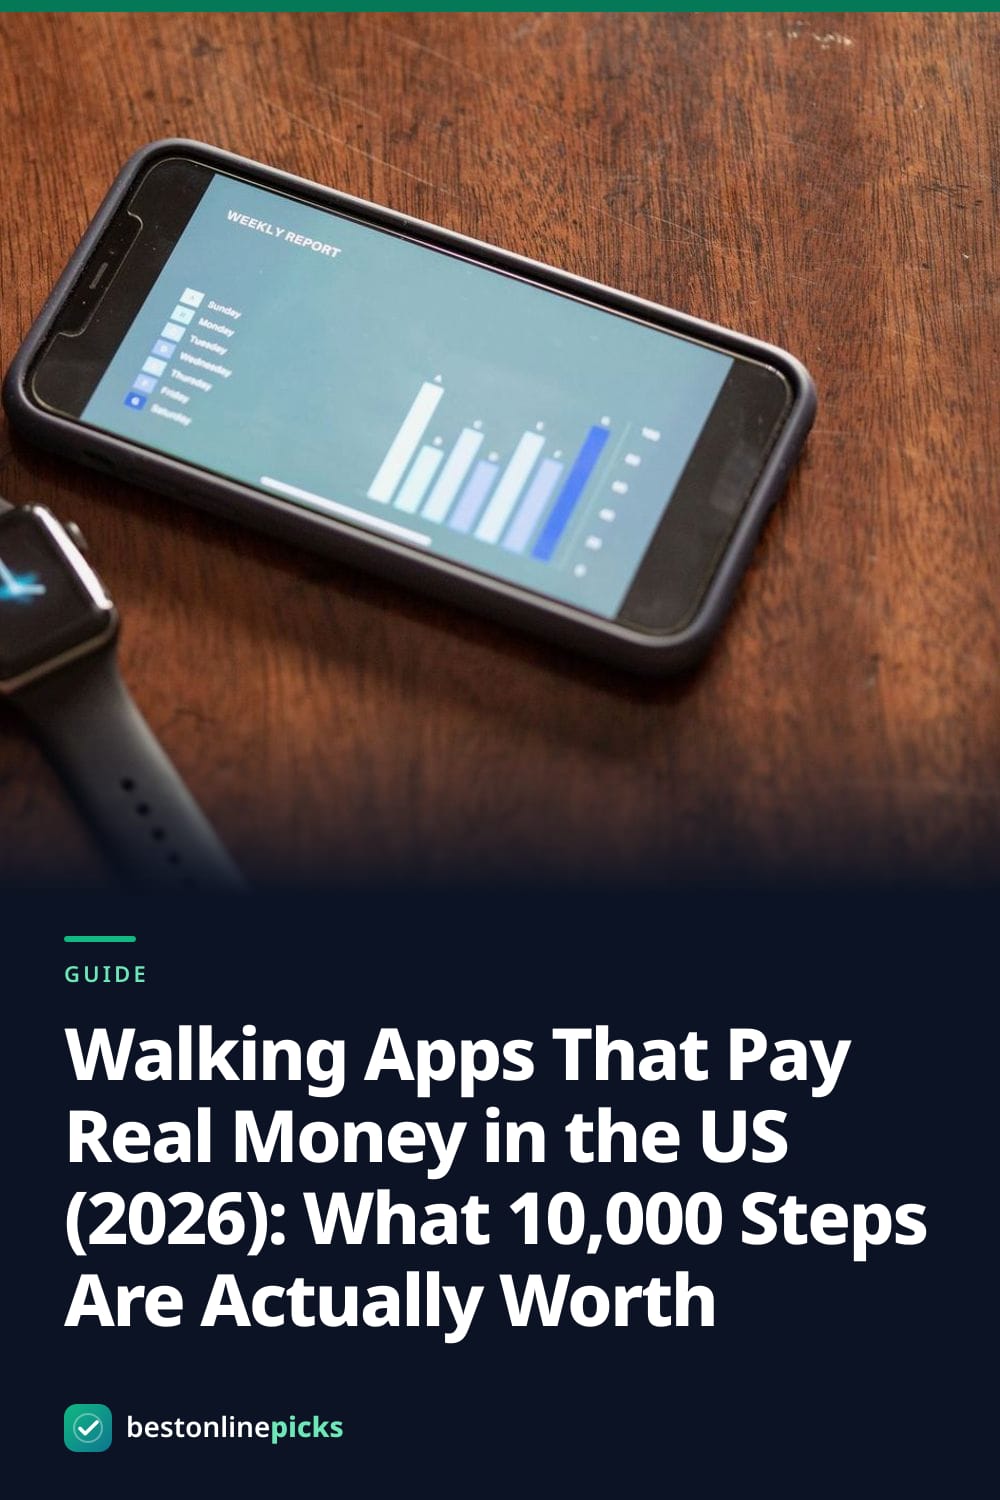 WEEKLY REPORT
Sunday
Monday
Tuesday
Wednesday
Thursday
Friday
Saturday
GUIDE
Walking Apps That Pay
Real Money in the US
(2026): What 10,000 Steps
Are Actually Worth
bestonlinepicks